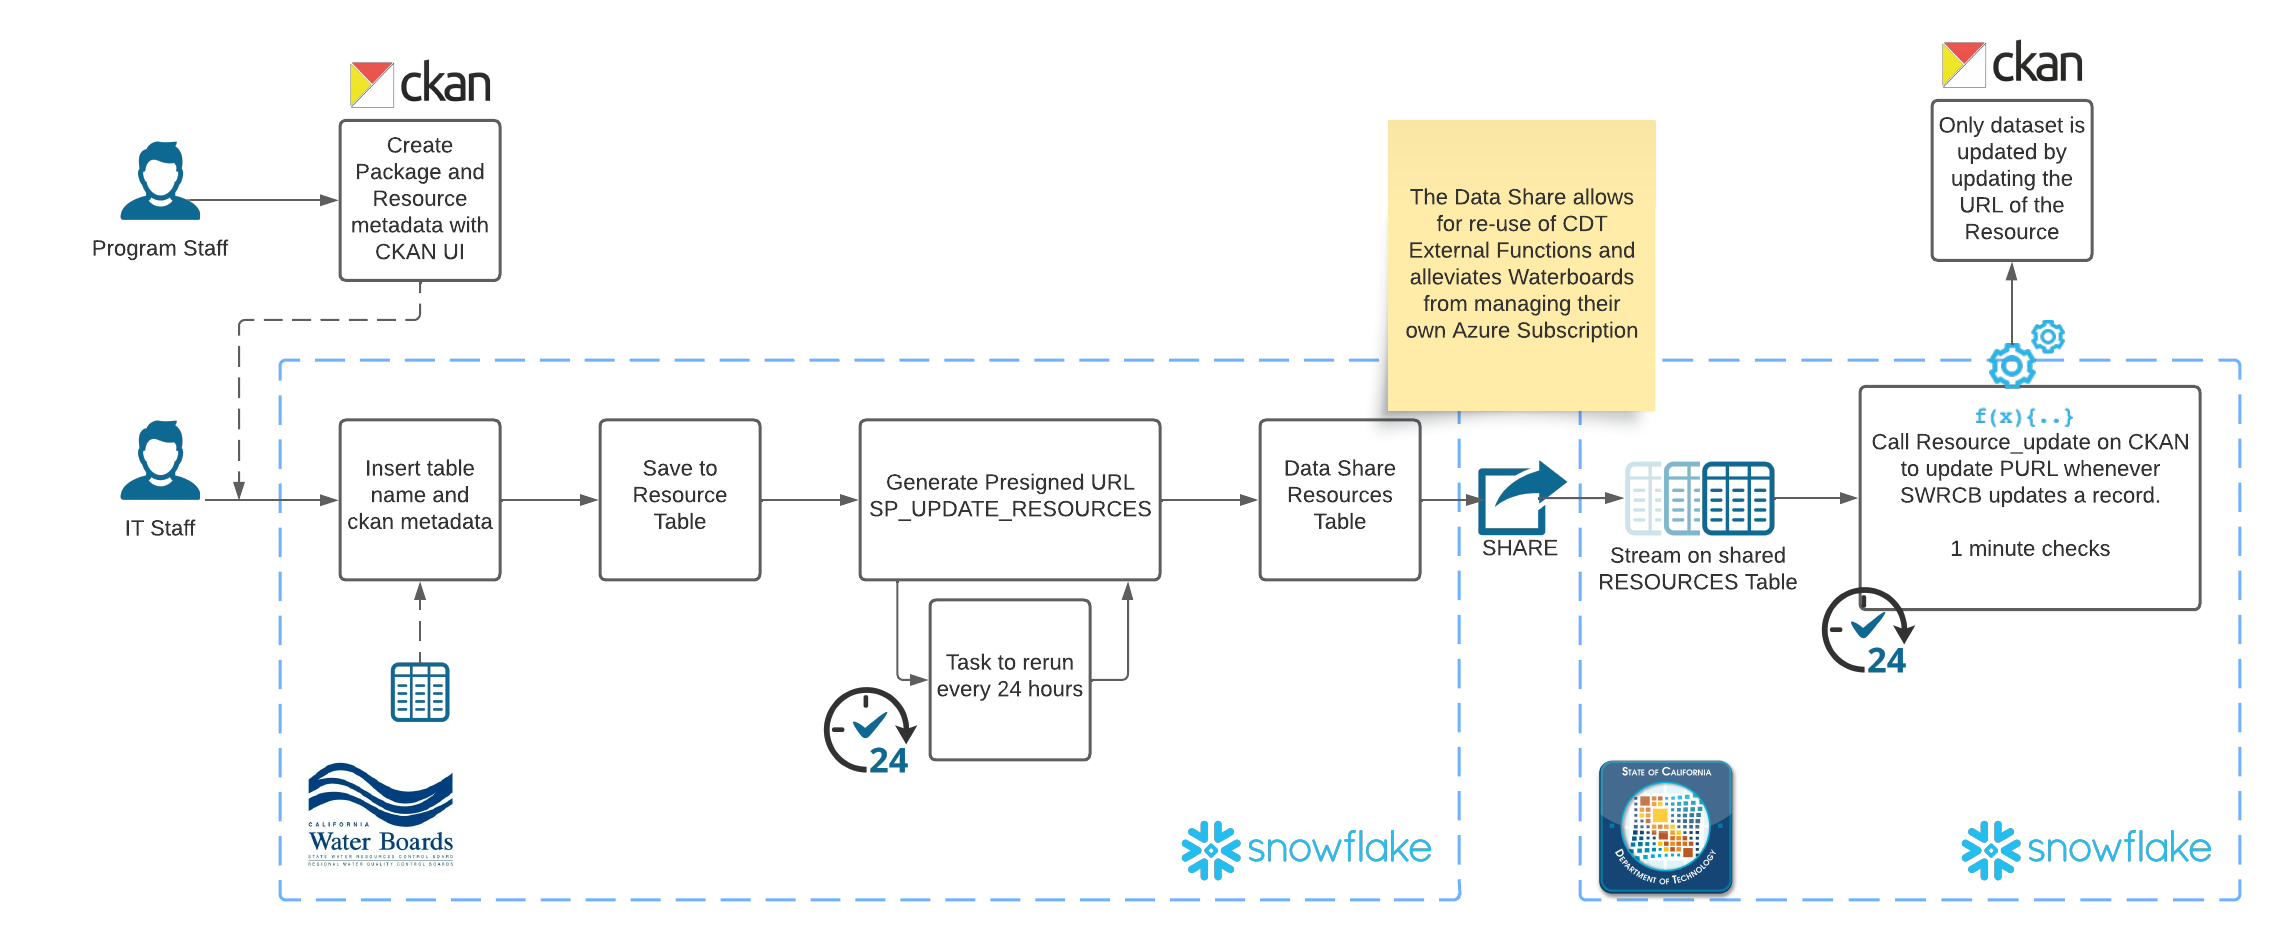 ckan
Create
Package and
Resource
metadata with
CKAN UI
Program Staff
ckan
Only dataset is
updated by
updating the
URL of the
Resource
The Data Share allows
for re-use of CDT
External Functions and
alleviates Waterboards
from managing their
own Azure Subscription
IT Staff
Insert table
name and
ckan metadata
Save to
Resource
Table
Generate Presigned URL
SP_UPDATE_RESOURCES
Task to rerun
every 24 hours
24
Data Share
Resources
Table
SHARE
Stream on shared
RESOURCES Table
f(x){..}
Call Resource_update on CKAN
to update PURL whenever
SWRCB updates a record.
1 minute checks
24
CALIFORNIA
Water Boards
STATE WATER RESOURCES CONTROL BOARD
REGIONAL WATER QUALITY CONTROL BOARDS
snowflake
STATE OF CALIFORNIA
DEPARTMENT OF TECHNOLOGY
snowflake